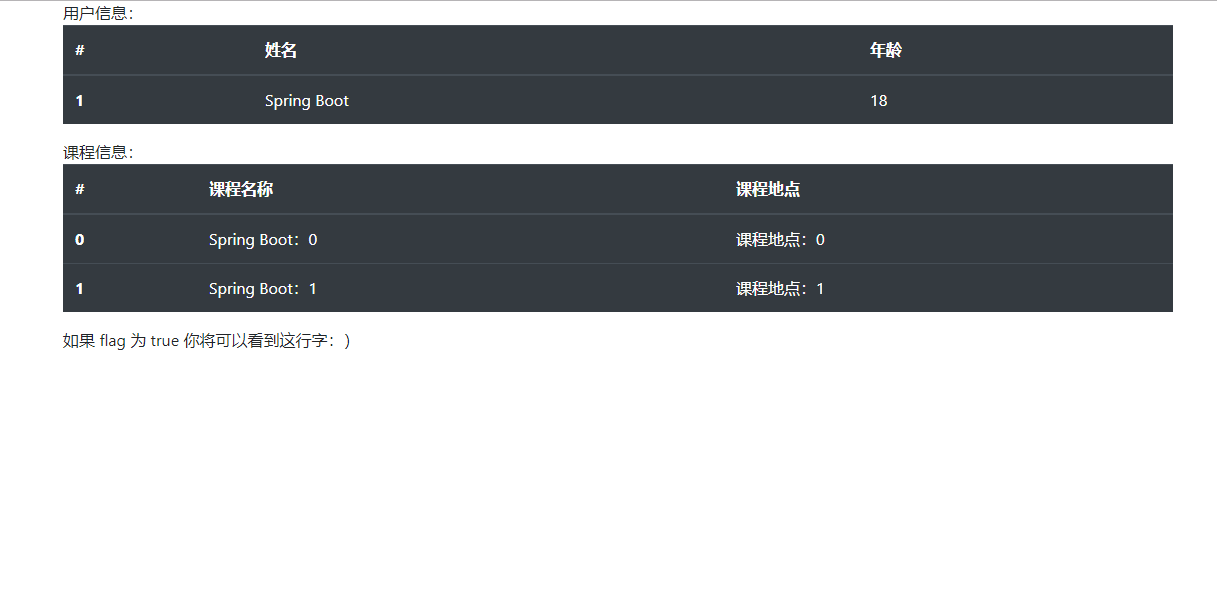 用户信息：
# 姓名 年龄
1 Spring Boot 18
课程信息：
# 课程名称 课程地点
0 Spring Boot：0 课程地点：0
1 Spring Boot：1 课程地点：1
如果 flag 为 true 你将可以看到这行字：)